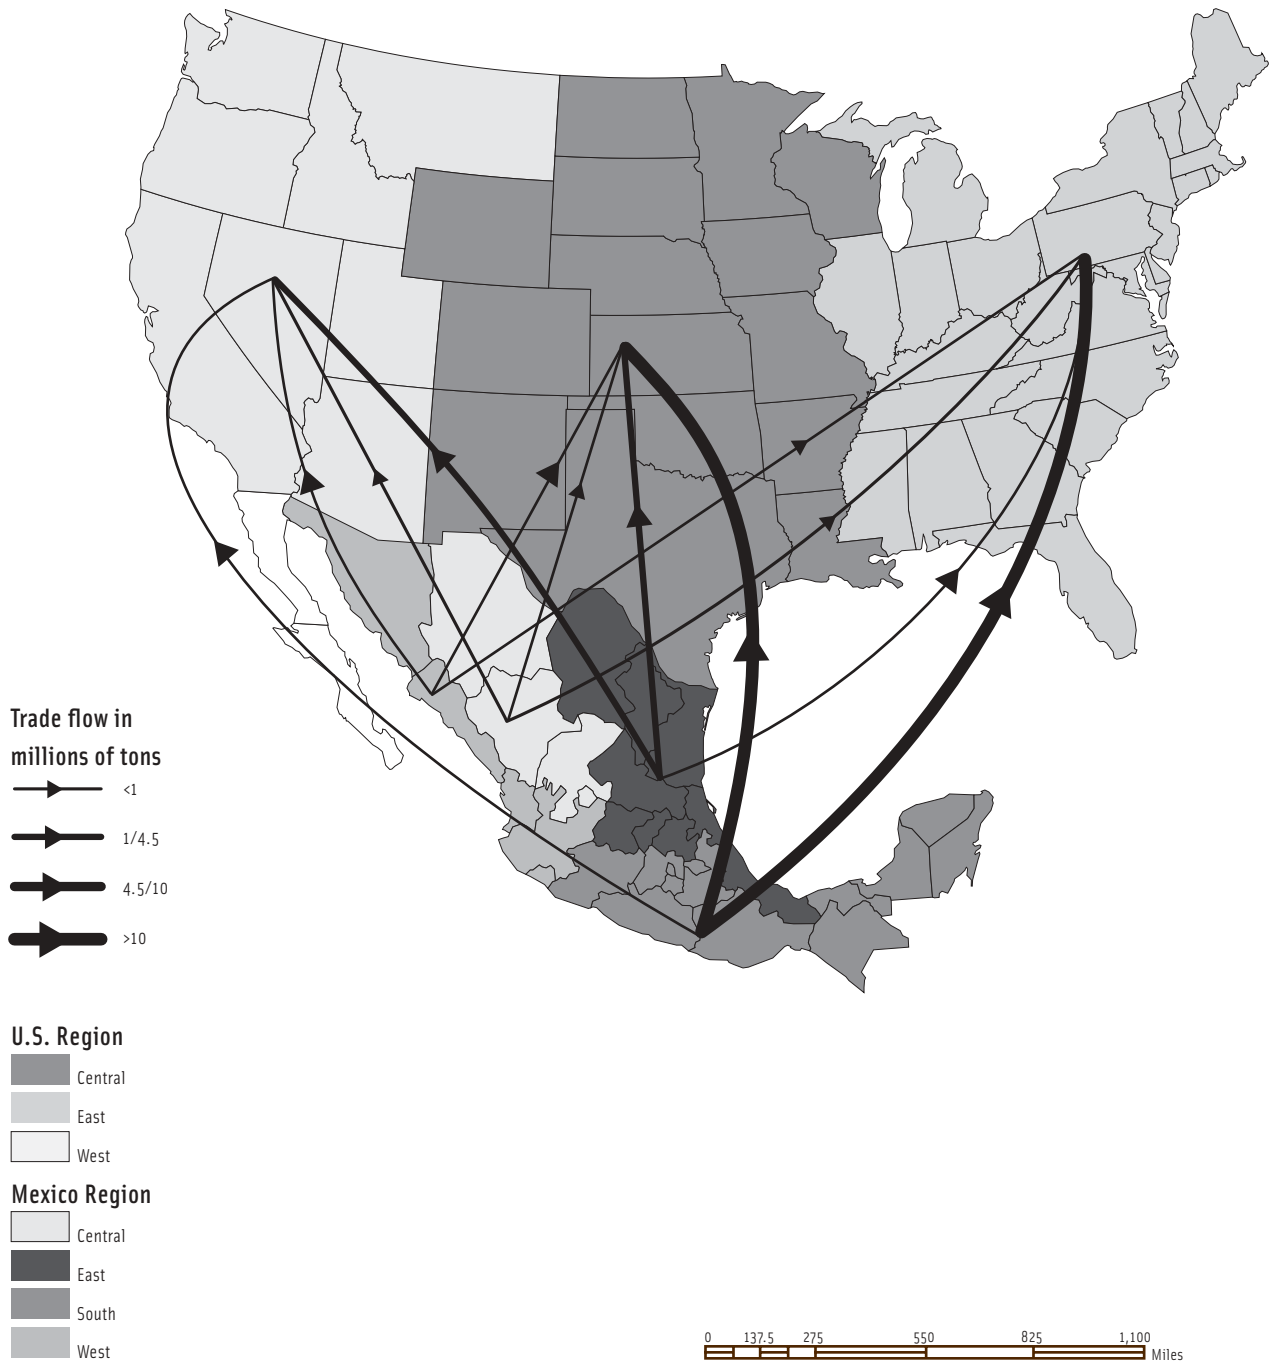 Trade flow in
millions of tons
<1
1/4.5
4.5/10
>10
U.S. Region
Central
East
West
Mexico Region
Central
East
South
West
0 137.5 275 550 825 1,100
Miles